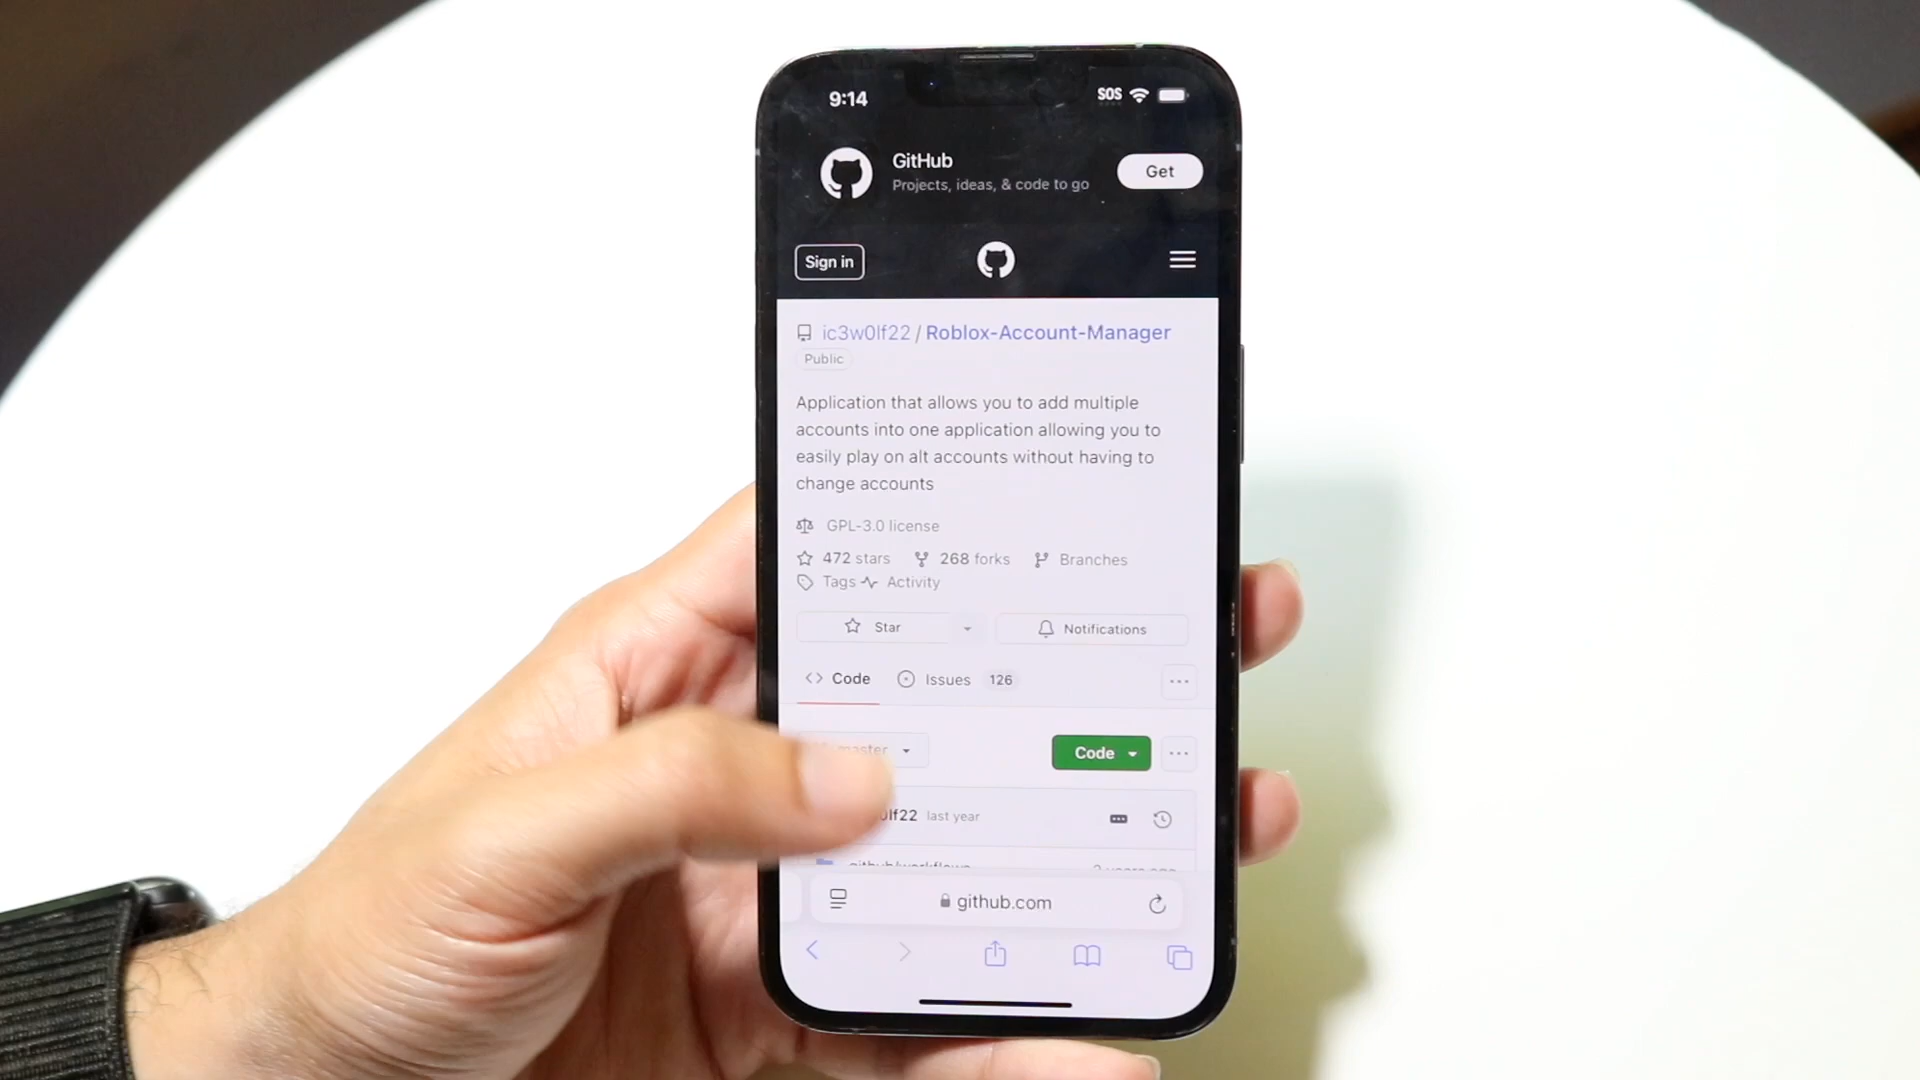 9:14
SOS
GitHub
Projects, ideas, & code to go
Get
Sign in
ic3w0lf22 / Roblox-Account-Manager
Public
Application that allows you to add multiple
accounts into one application allowing you to
easily play on alt accounts without having to
change accounts
GPL-3.0 license
472 stars
268 forks
Branches
Tags
Activity
Star
Notifications
Code
Issues 126
master
Code
0lf22 last year
github.com